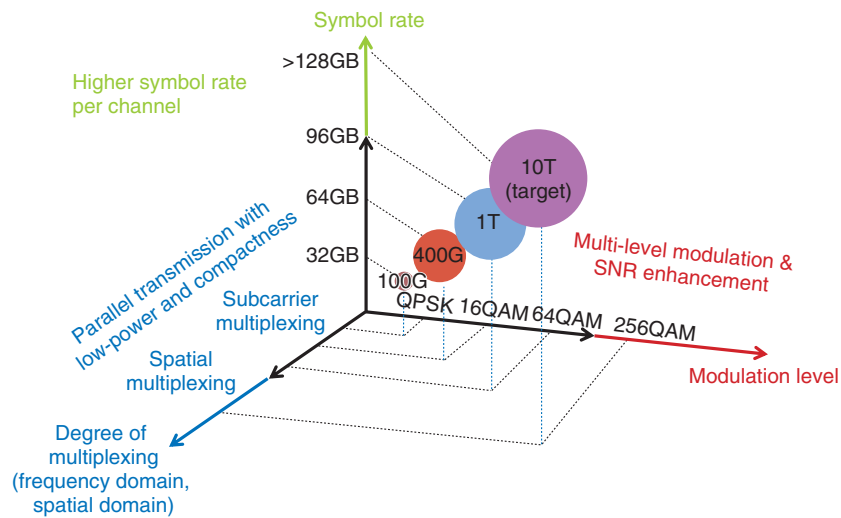 Symbol rate
>128GB
Higher symbol rate
per channel
96GB
10T
(target)
64GB
1T
Parallel transmission with
low-power and compactness
Multi-level modulation &
SNR enhancement
32GB
400G
100G
Subcarrier
multiplexing
QPSK 16QAM 64QAM 256QAM
Spatial
multiplexing
Modulation level
Degree of
multiplexing
(frequency domain,
spatial domain)